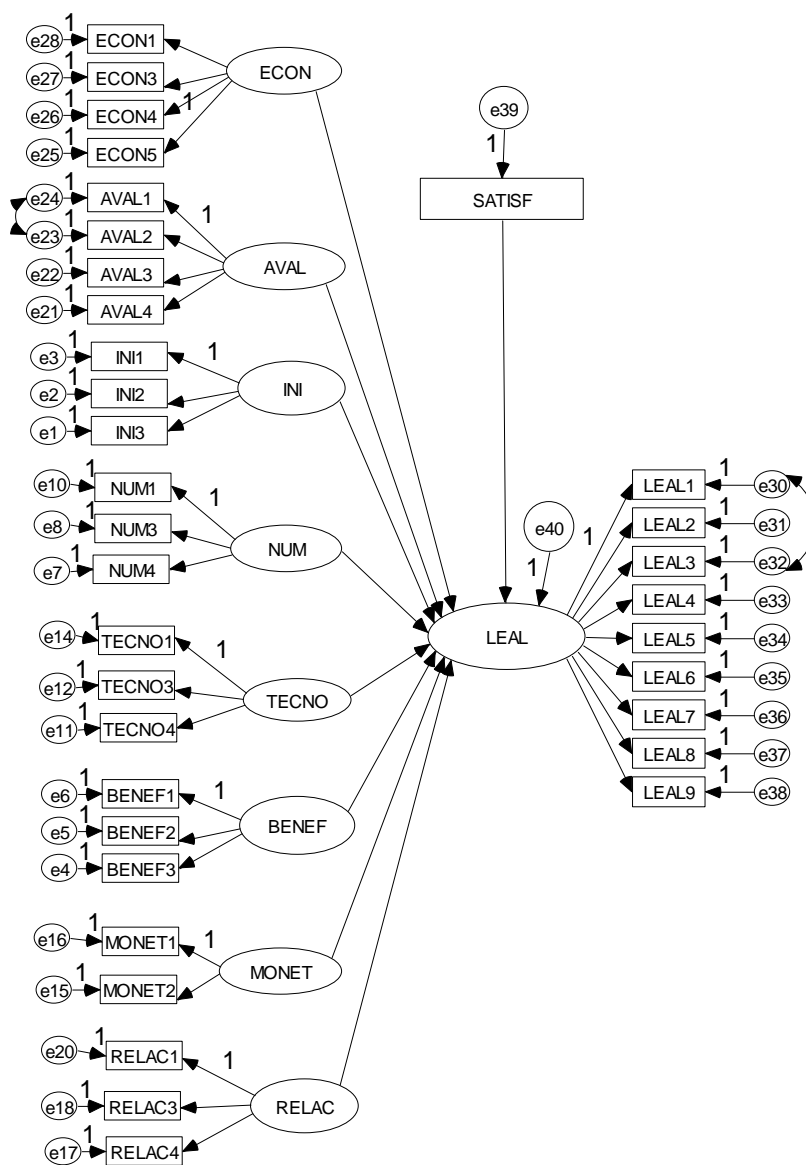 e28 1 ECON1
e27 1 ECON3
e26 1 ECON4 1
e25 1 ECON5
ECON
e39
1
SATISF
e24 1 AVAL1 1
e23 1 AVAL2
e22 1 AVAL3
e21 1 AVAL4
AVAL
e3 1 INI1 1
e2 1 INI2
e1 1 INI3
INI
e10 1 NUM1 1
e8 1 NUM3
e7 1 NUM4
NUM
e14 1 TECNO1 1
e12 1 TECNO3
e11 1 TECNO4
TECNO
e6 1 BENEF1 1
e5 1 BENEF2
e4 1 BENEF3
BENEF
e16 1 MONET1 1
e15 1 MONET2
MONET
e20 1 RELAC1 1
e18 1 RELAC3
e17 1 RELAC4
RELAC
e40
1
LEAL
1 LEAL1 1 e30
LEAL2 1 e31
LEAL3 1 e32
LEAL4 1 e33
LEAL5 1 e34
LEAL6 1 e35
LEAL7 1 e36
LEAL8 1 e37
LEAL9 1 e38